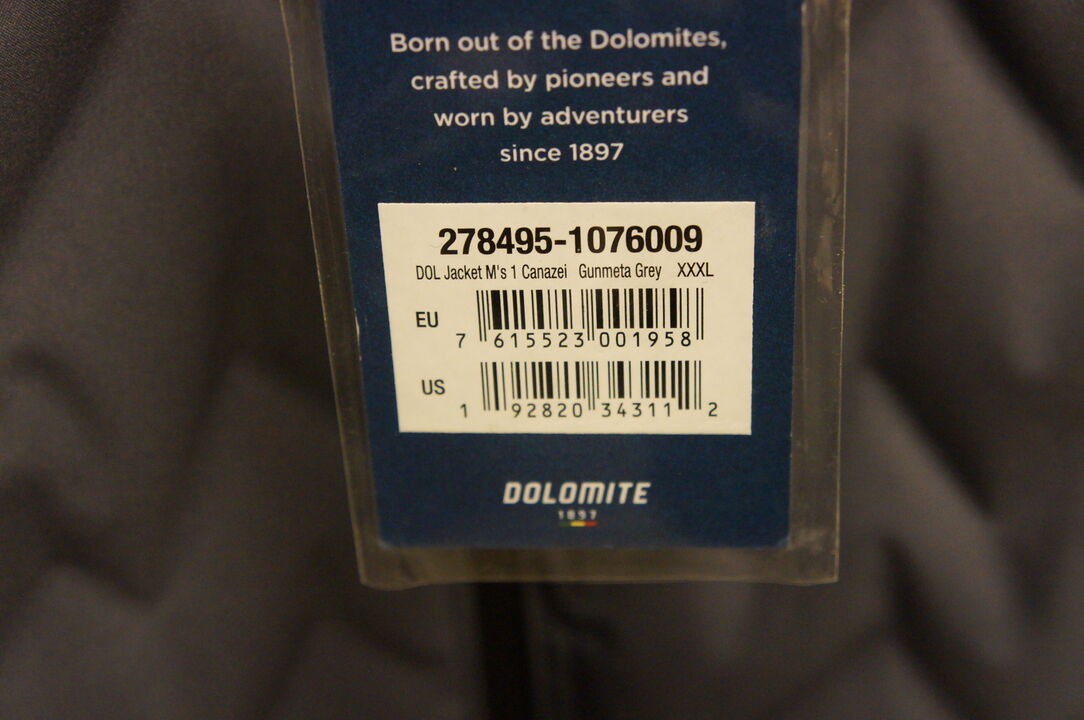 Born out of the Dolomites,
crafted by pioneers and
worn by adventurers
since 1897
278495-1076009
DOL Jacket M's 1 Canazei Gunmeta Grey XXXL
EU
7 615523 001958
US
1 92820 34311 2
DOLOMITE
1897